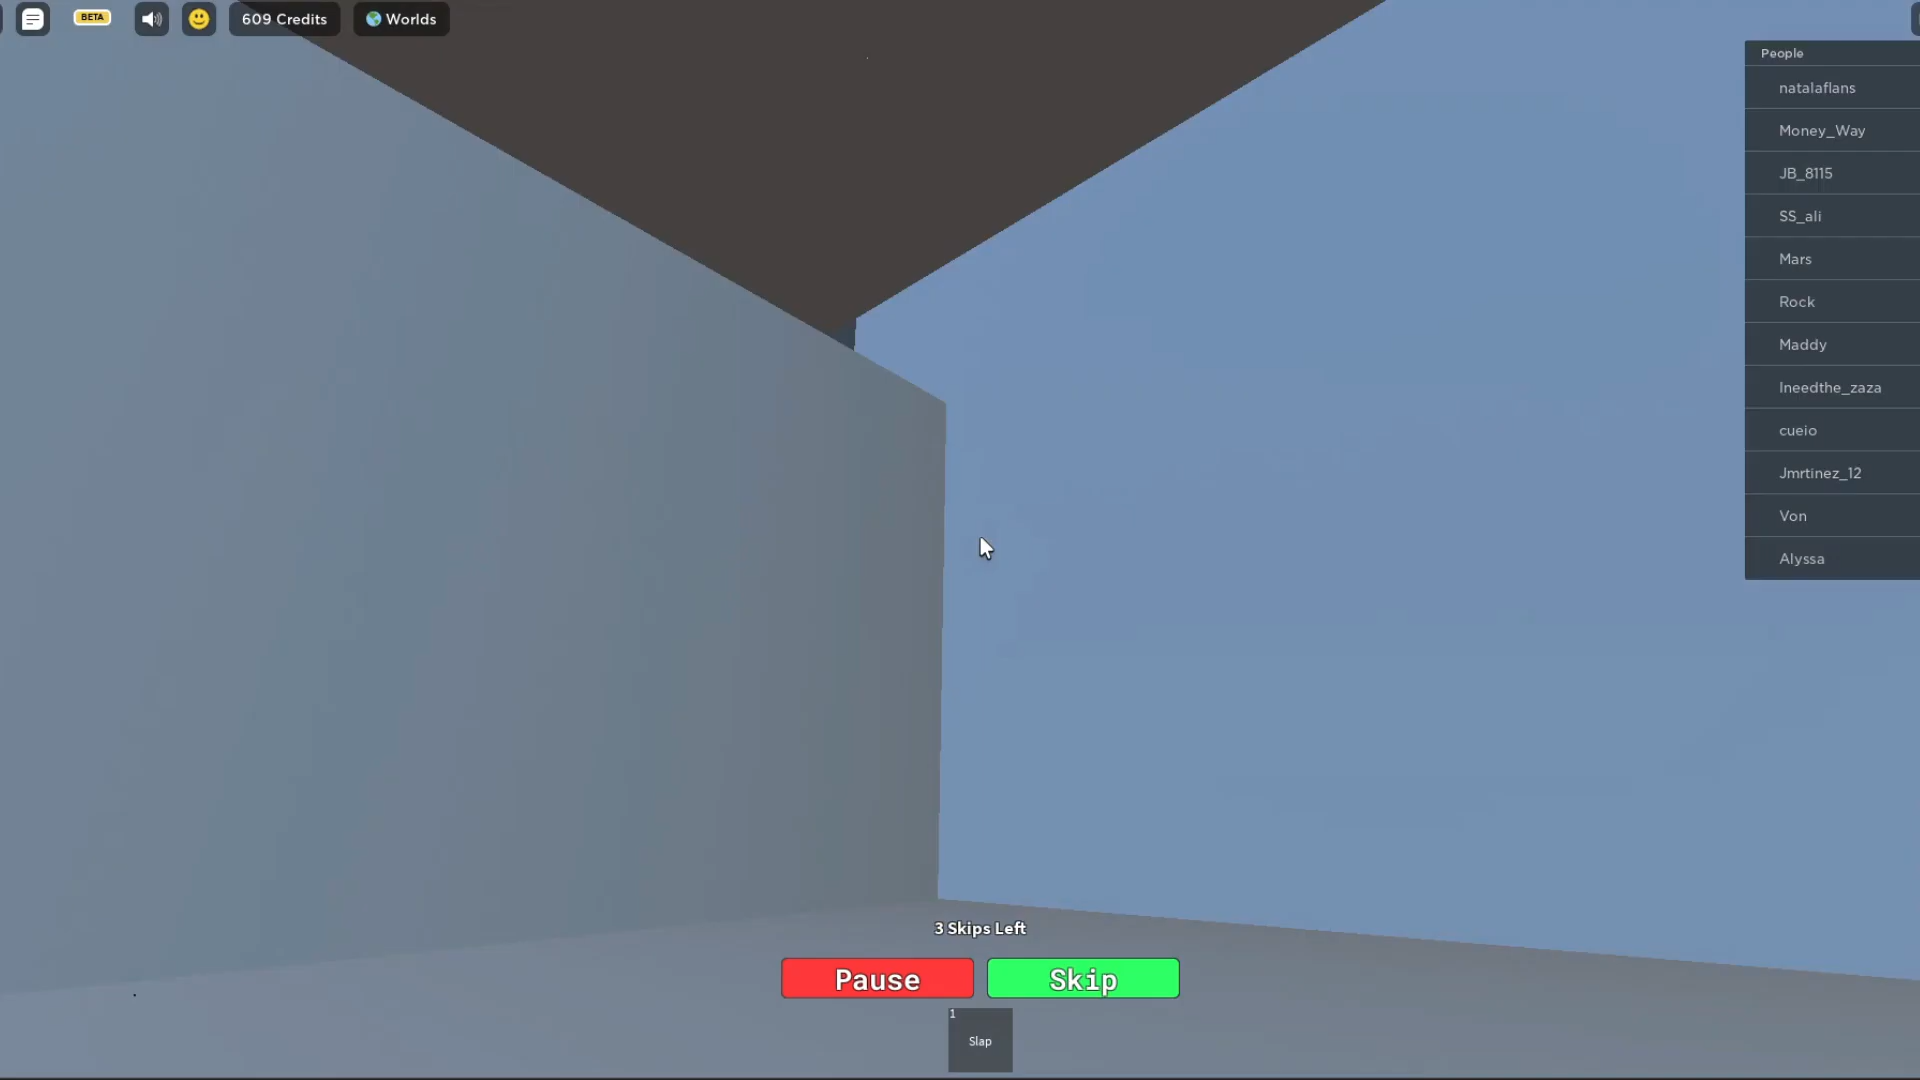 BETA
609 Credits
Worlds
People
natalaflans
Money_Way
JB_8115
SS_ali
Mars
Rock
Maddy
Ineedthe_zaza
cueio
Jmrtinez_12
Von
Alyssa
3 Skips Left
Pause
Skip
1
Slap